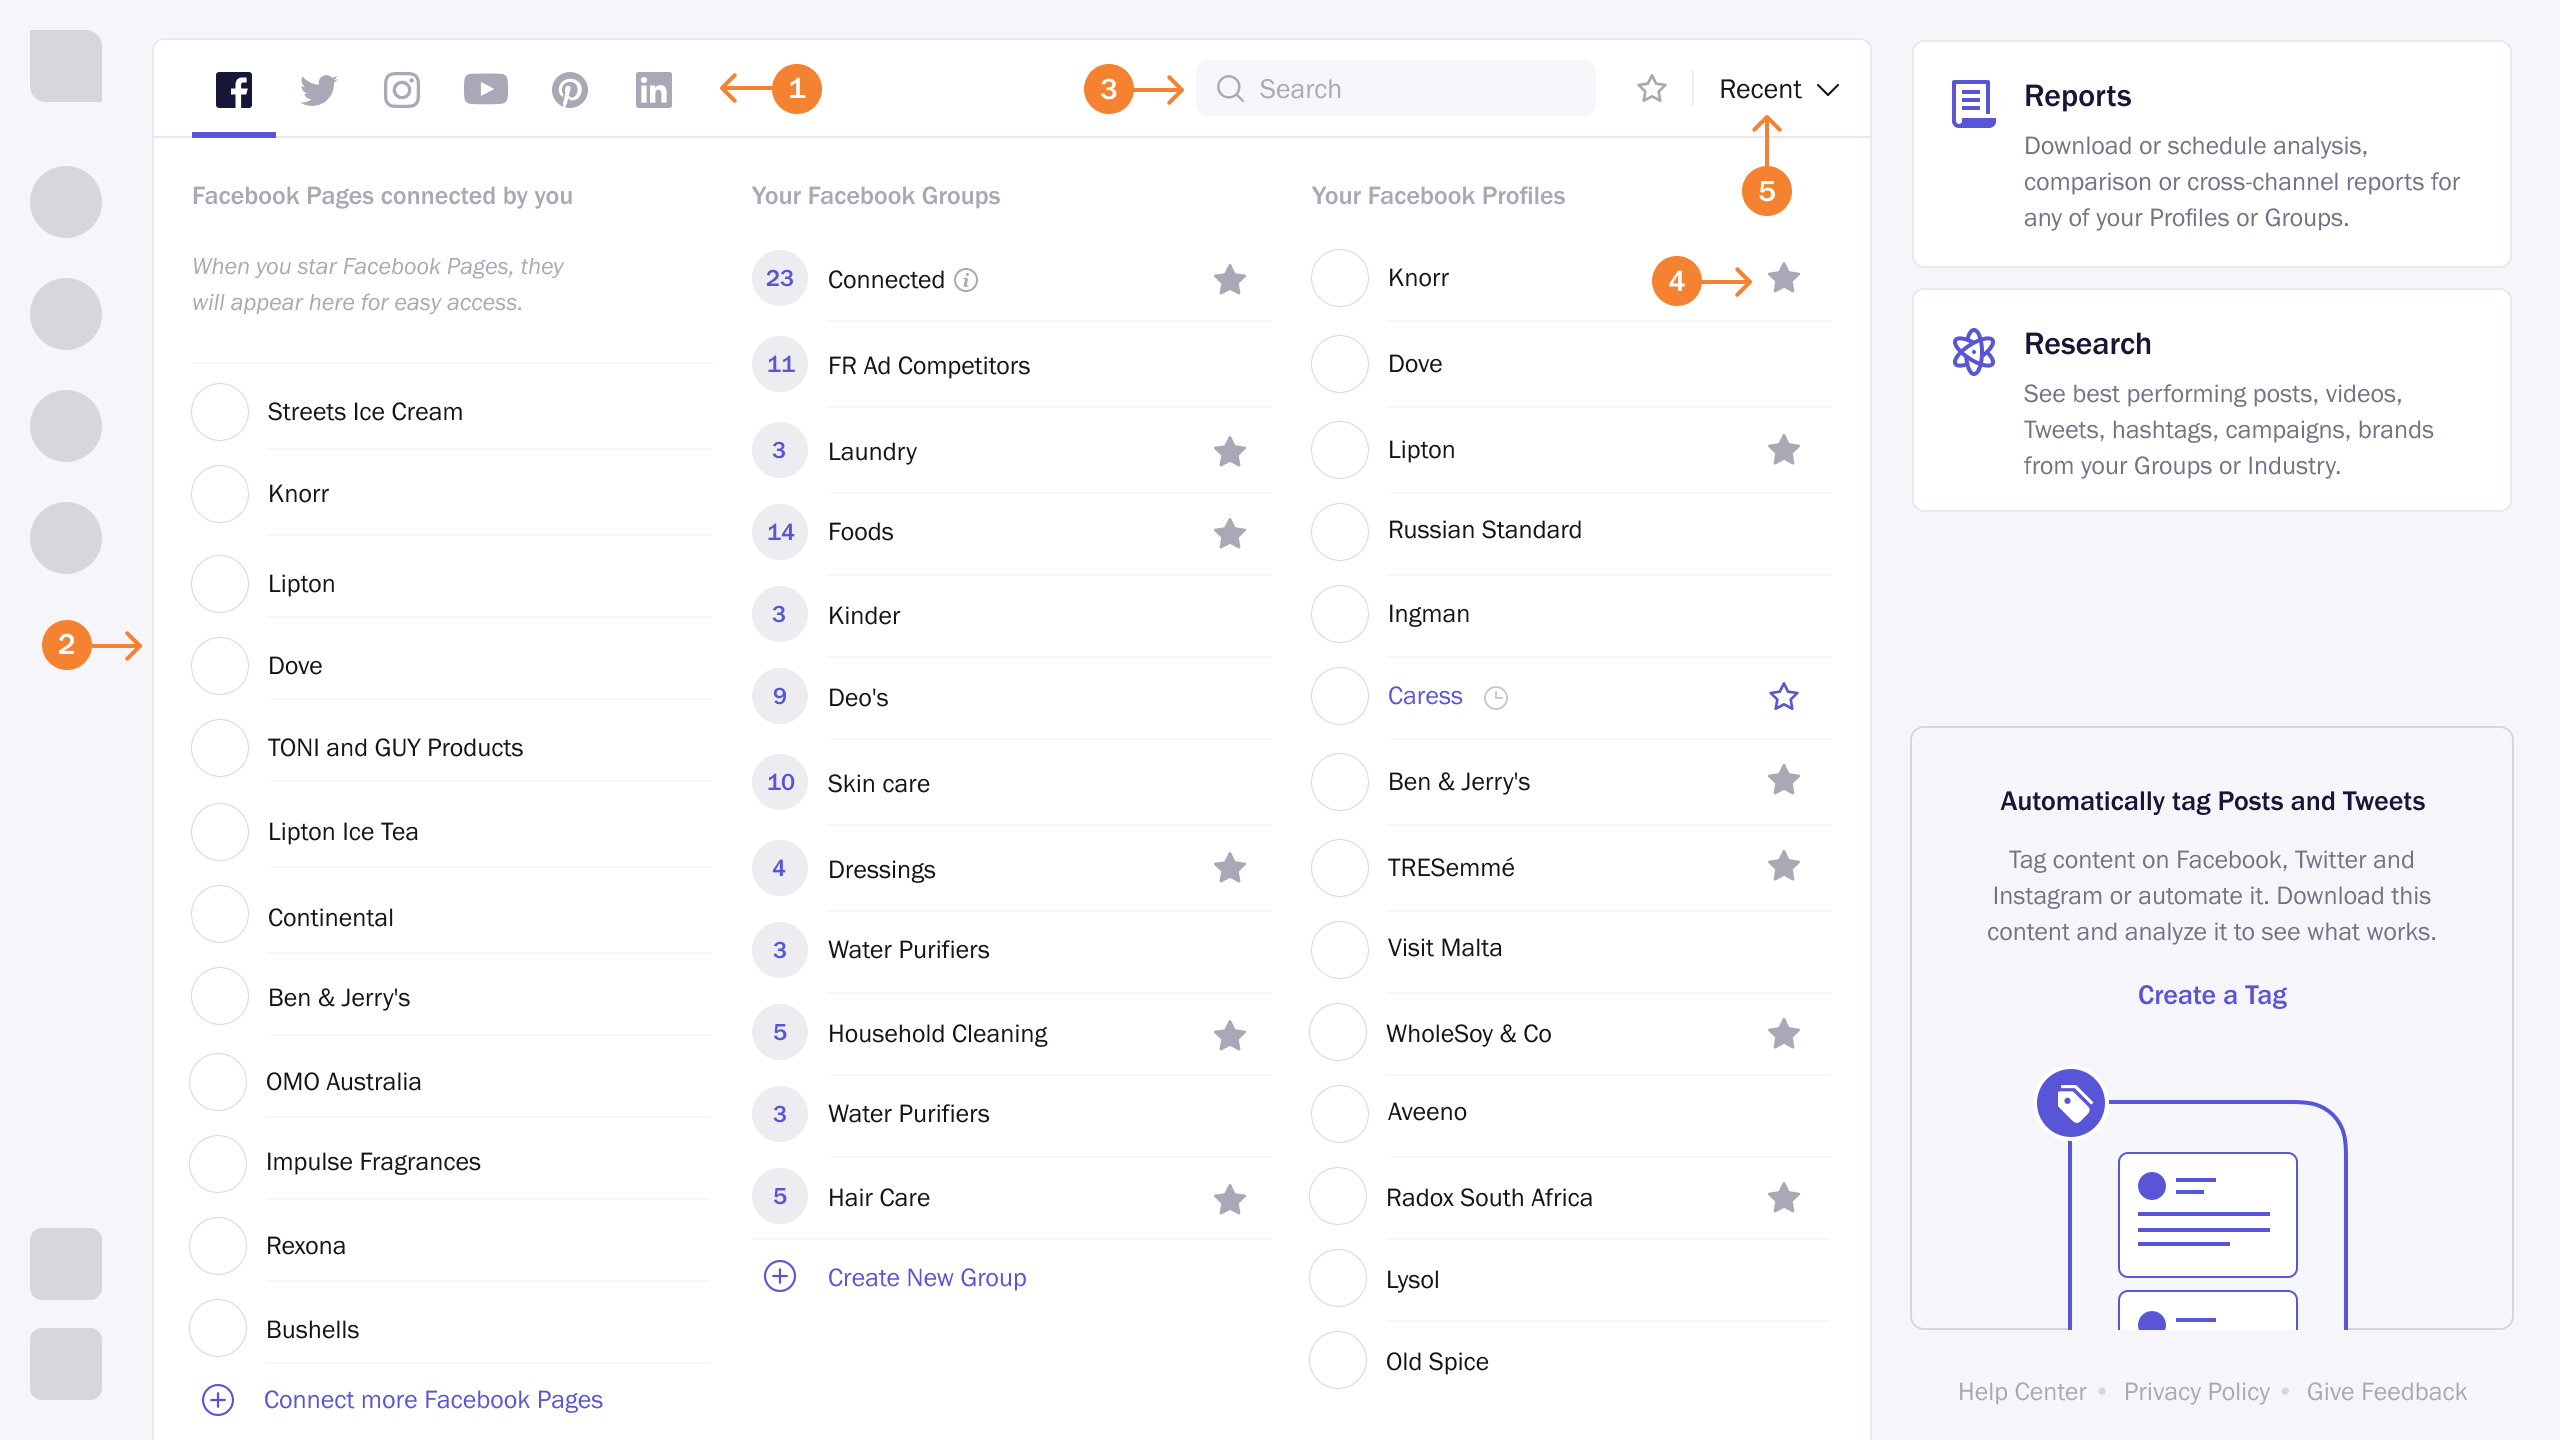 1
3
Search
Recent
5
Facebook Pages connected by you
When you star Facebook Pages, they
will appear here for easy access.
Streets Ice Cream
Knorr
Lipton
2
Dove
TONI and GUY Products
Lipton Ice Tea
Continental
Ben & Jerry's
OMO Australia
Impulse Fragrances
Rexona
Bushells
Connect more Facebook Pages
Your Facebook Groups
23 Connected
11 FR Ad Competitors
3 Laundry
14 Foods
3 Kinder
9 Deo's
10 Skin care
4 Dressings
3 Water Purifiers
5 Household Cleaning
3 Water Purifiers
5 Hair Care
Create New Group
Your Facebook Profiles
Knorr
4
Dove
Lipton
Russian Standard
Ingman
Caress
Ben & Jerry's
TRESemmé
Visit Malta
WholeSoy & Co
Aveeno
Radox South Africa
Lysol
Old Spice
Reports
Download or schedule analysis,
comparison or cross-channel reports for
any of your Profiles or Groups.
Research
See best performing posts, videos,
Tweets, hashtags, campaigns, brands
from your Groups or Industry.
Automatically tag Posts and Tweets
Tag content on Facebook, Twitter and
Instagram or automate it. Download this
content and analyze it to see what works.
Create a Tag
Help Center • Privacy Policy • Give Feedback